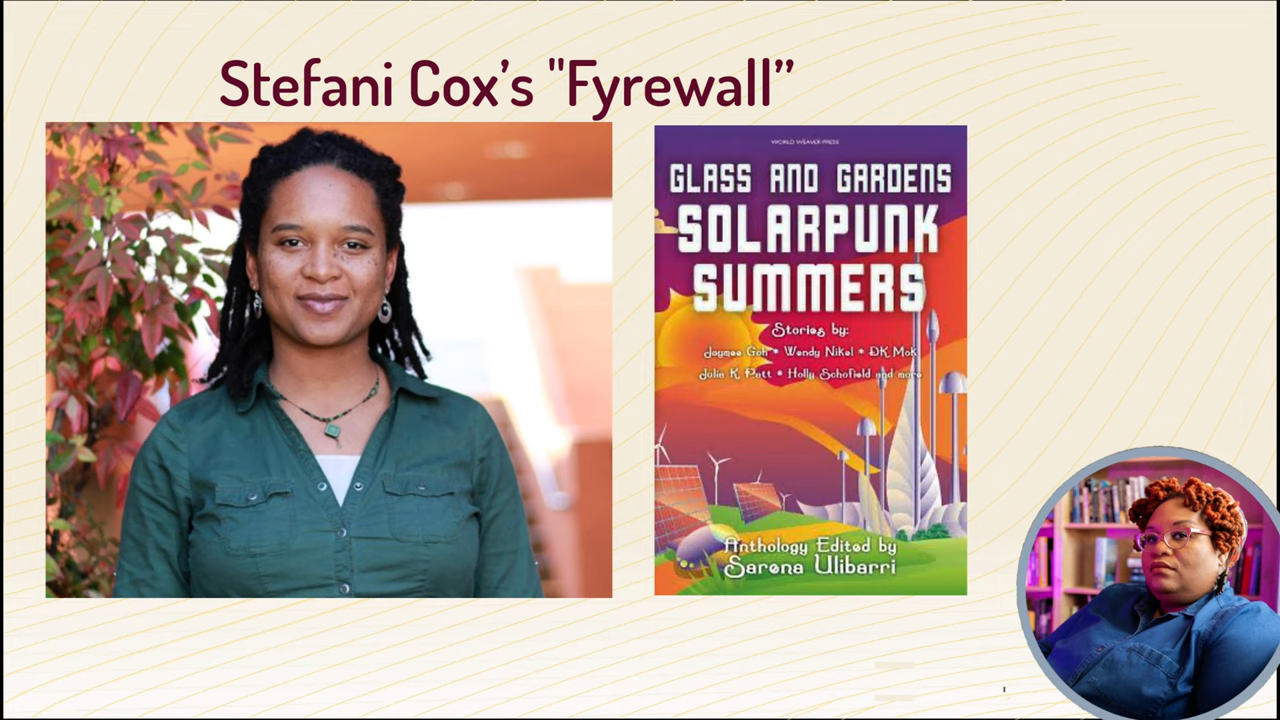 Stefani Cox’s "Fyrewall”
WORLD WEAVER PRESS
GLASS AND GARDENS
SOLARPUNK
SUMMERS
Stories by:
Jaymee Goh * Wendy Nikel * DK Mok
Julia K. Patt * Holly Schofield and more
Anthology Edited by
Sarena Ulibarri